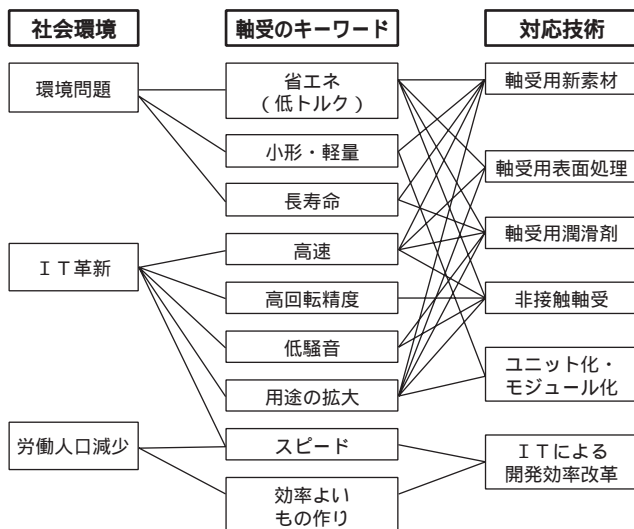 社会環境
環境問題
ＩＴ革新
労働人口減少
軸受のキーワード
省エネ
（低トルク）
小形・軽量
長寿命
高速
高回転精度
低騒音
用途の拡大
スピード
効率よい
もの作り
対応技術
軸受用新素材
軸受用表面処理
軸受用潤滑剤
非接触軸受
ユニット化・
モジュール化
ＩＴによる
開発効率改革